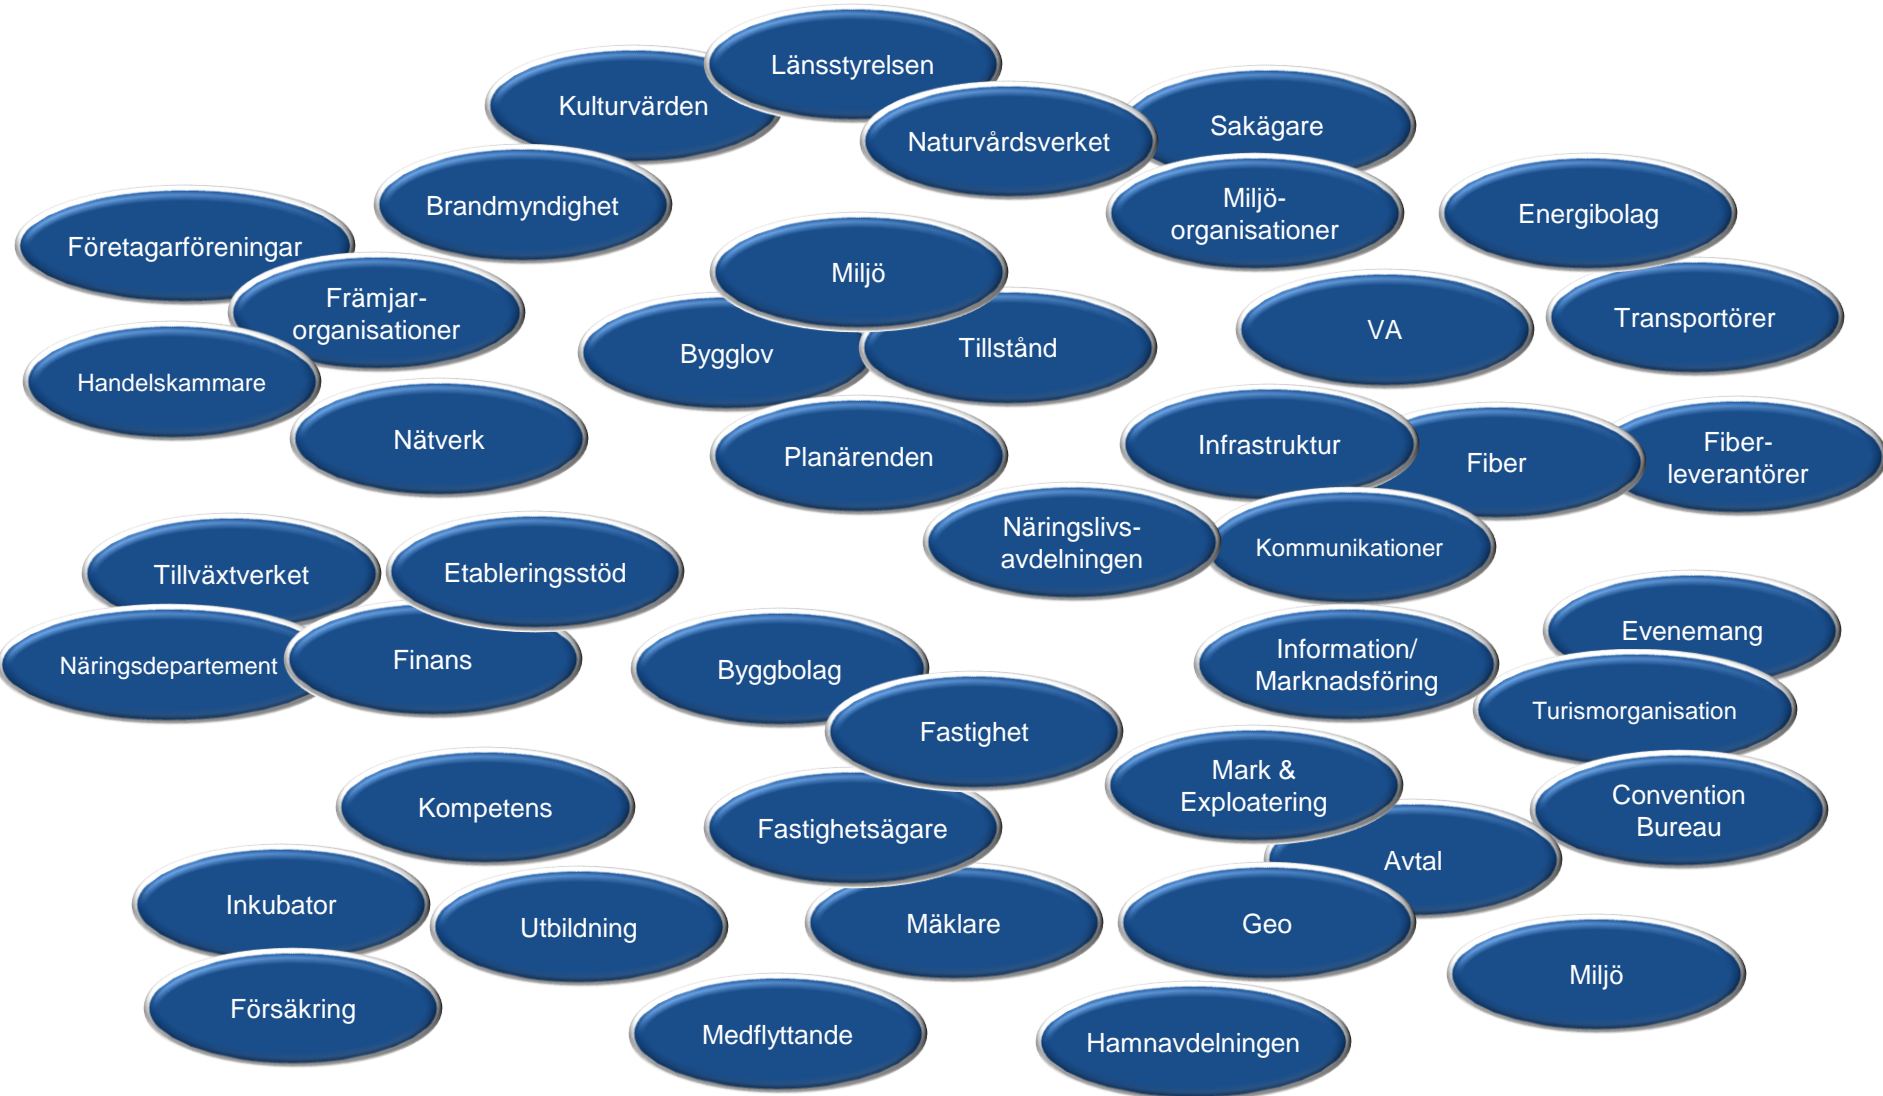 Länsstyrelsen
Kulturvärden
Naturvårdsverket
Sakägare
Brandmyndighet
Miljö-
organisationer
Energibolag
Företagarföreningar
Miljö
Främjar-
organisationer
VA
Transportörer
Bygglov
Tillstånd
Handelskammare
Nätverk
Planärenden
Infrastruktur
Fiber
Fiber-
leverantörer
Näringslivs-
avdelningen
Kommunikationer
Tillväxtverket
Etableringsstöd
Näringsdepartement
Finans
Byggbolag
Information/
Marknadsföring
Evenemang
Turismorganisation
Fastighet
Mark &
Exploatering
Convention
Bureau
Kompetens
Fastighetsägare
Avtal
Inkubator
Utbildning
Mäklare
Geo
Miljö
Försäkring
Medflyttande
Hamnavdelningen